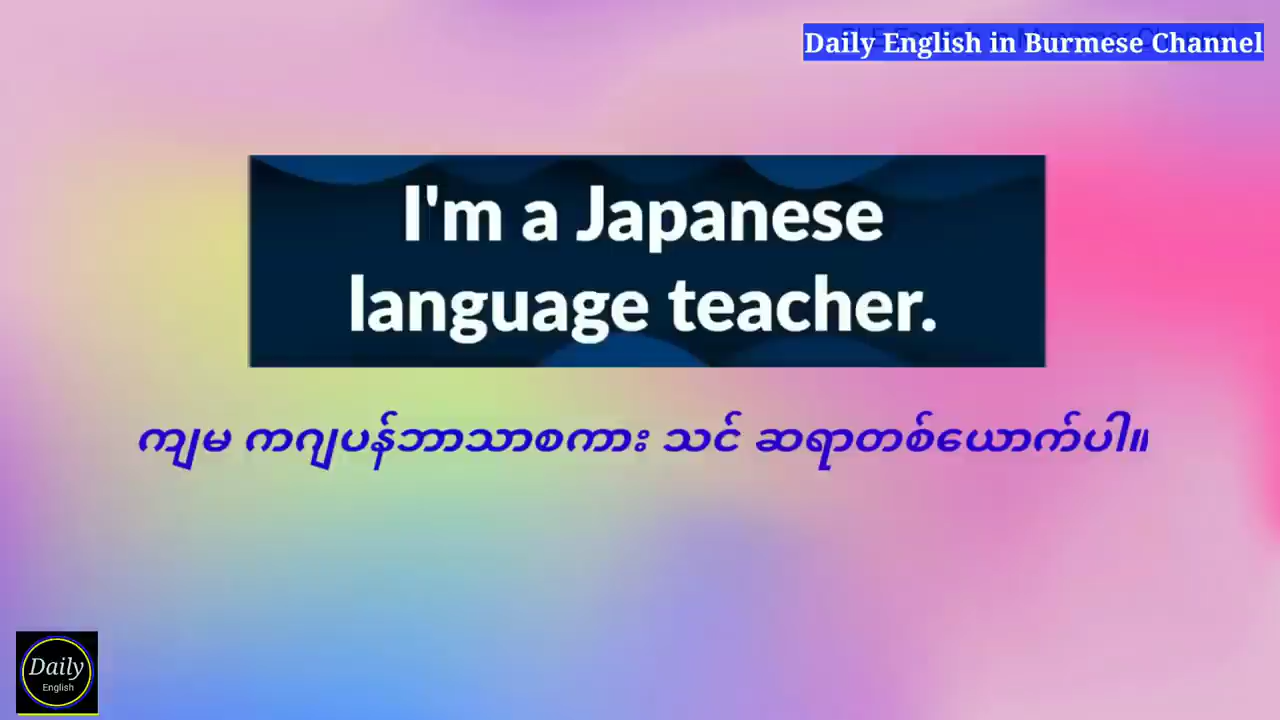 Daily English in Burmese Channel
I'm a Japanese
language teacher.
ကျမ ကဂျပန်ဘာသာစကား သင် ဆရာတစ်ယောက်ပါ။
Daily
English